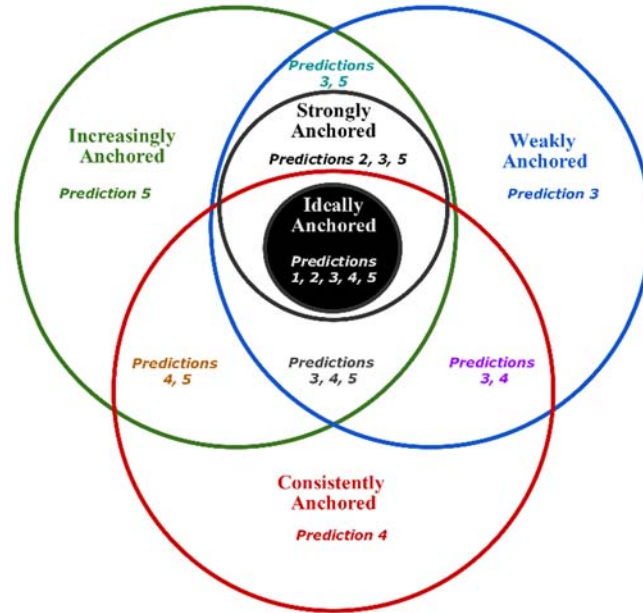 Predictions
3, 5
Strongly
Anchored
Predictions 2, 3, 5
Increasingly
Anchored
Prediction 5
Weakly
Anchored
Prediction 3
Ideally
Anchored
Predictions
1, 2, 3, 4, 5
Predictions
4, 5
Predictions
3, 4, 5
Predictions
3, 4
Consistently
Anchored
Prediction 4